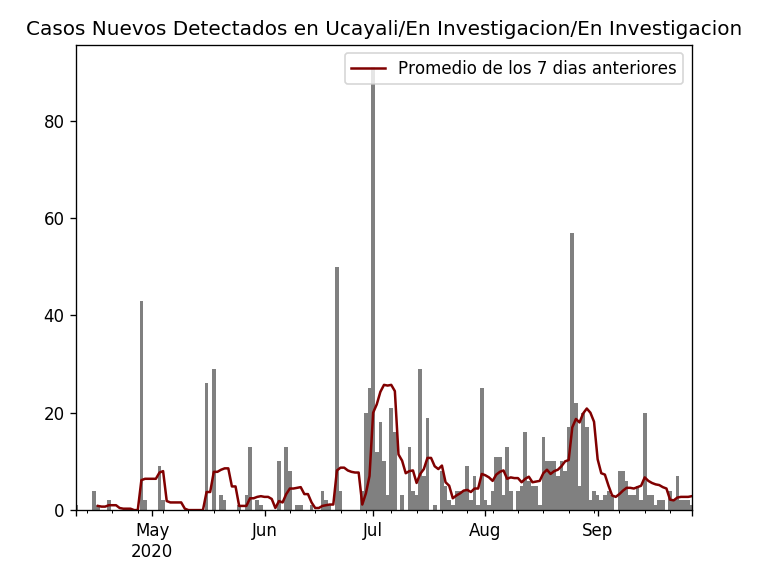 Casos Nuevos Detectados en Ucayali/En Investigacion/En Investigacion
Promedio de los 7 dias anteriores
80
60
40
20
0
May Jun Jul Aug Sep
2020